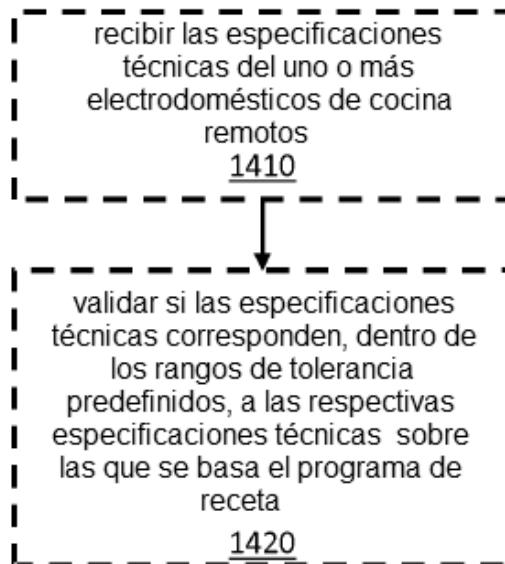 recibir las especificaciones
técnicas del uno o más
electrodomésticos de cocina
remotos
1410
validar si las especificaciones
técnicas corresponden, dentro de
los rangos de tolerancia
predefinidos, a las respectivas
especificaciones técnicas sobre
las que se basa el programa de
receta
1420